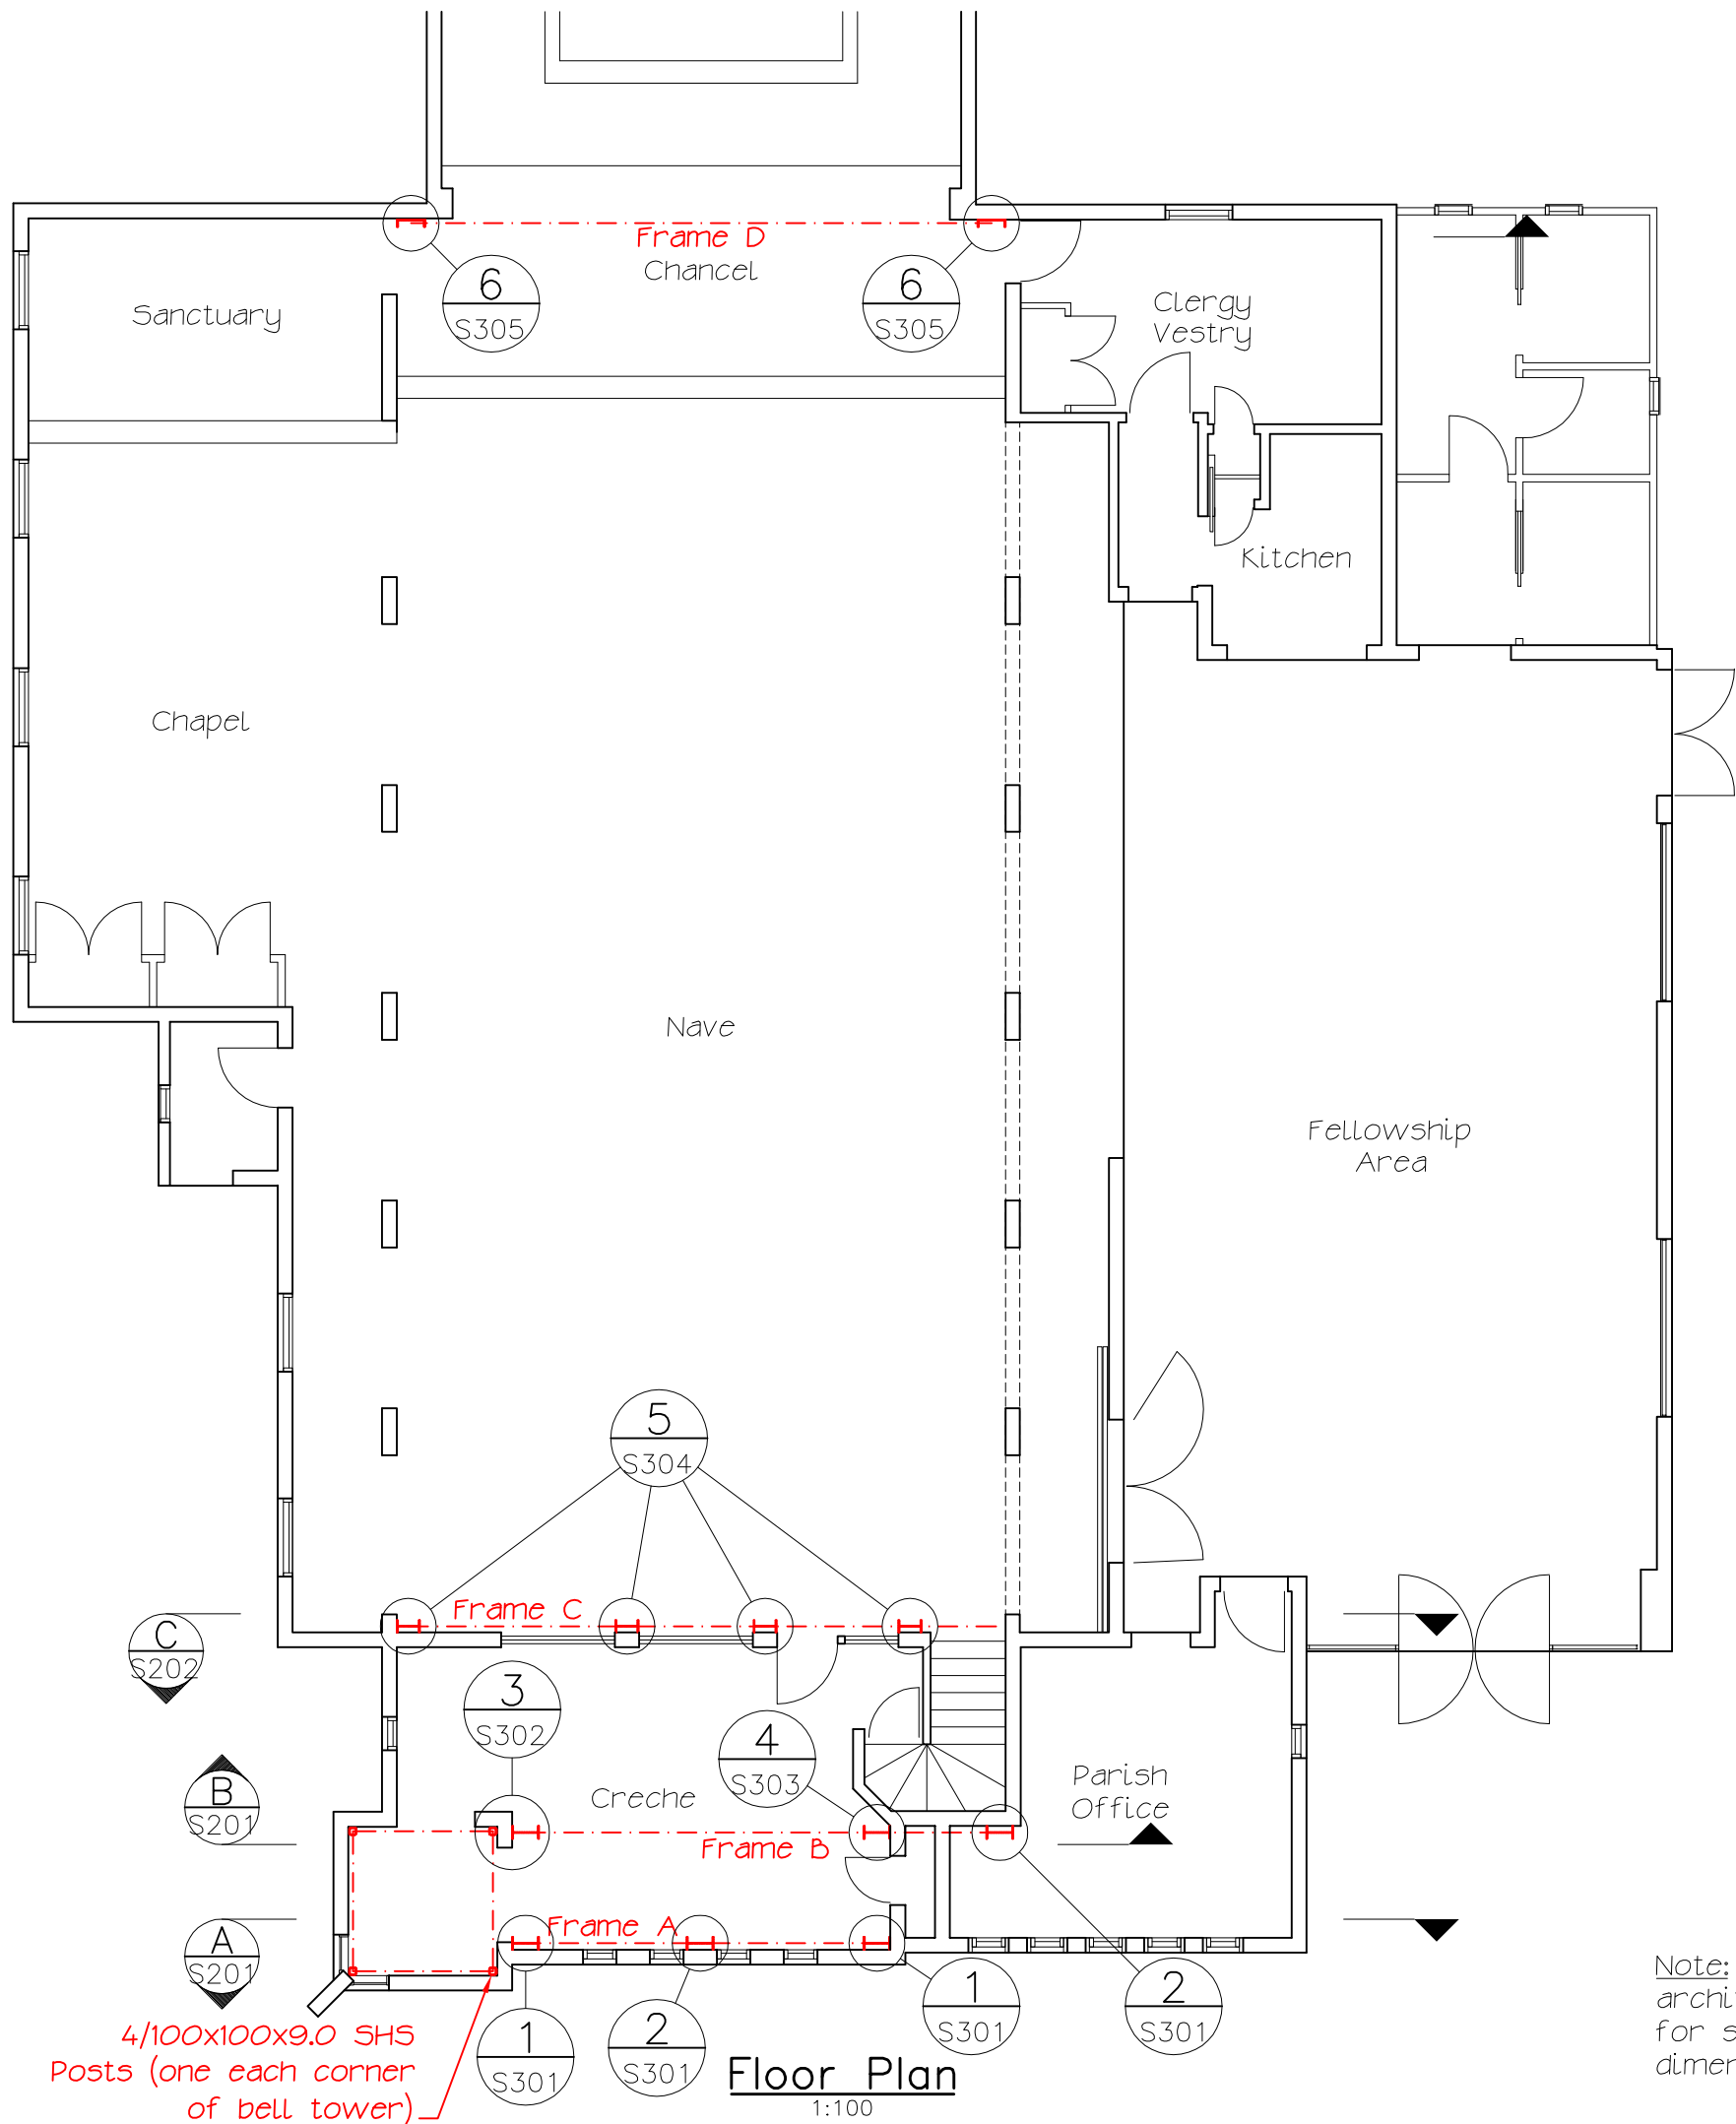 Frame D
Chancel
6
S305
6
S305
Sanctuary
Clergy
Vestry
Kitchen
Chapel
Nave
Fellowship
Area
5
S304
Frame C
C
S202
3
S302
4
S303
B
S201
Creche
Parish
Office
Frame B
Frame A
A
S201
1
S301
2
S301
1
S301
2
S301
4/100x100x9.0 SHS
Posts (one each corner
of bell tower)
Floor Plan
1:100
Note:
for